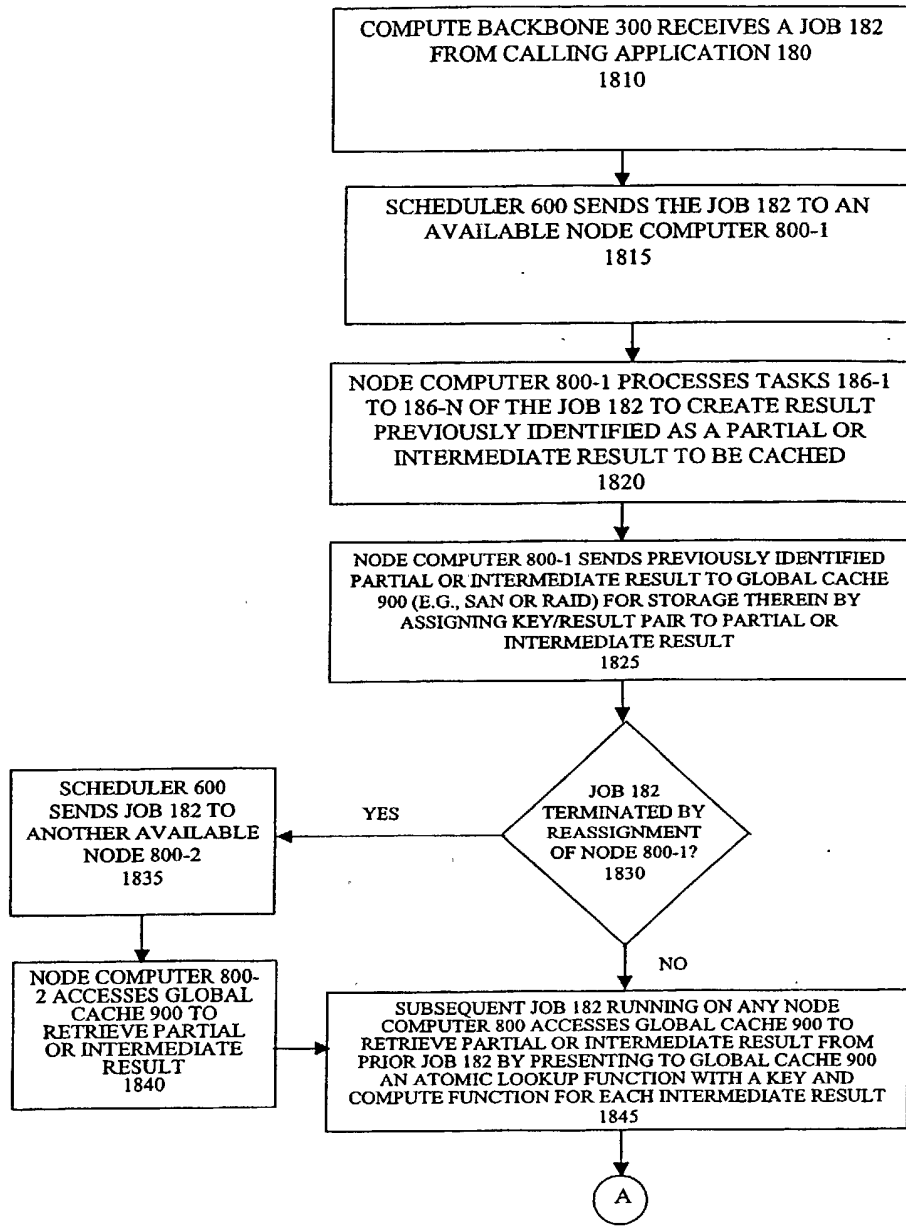 COMPUTE BACKBONE 300 RECEIVES A JOB 182
FROM CALLING APPLICATION 180
1810
SCHEDULER 600 SENDS THE JOB 182 TO AN
AVAILABLE NODE COMPUTER 800-1
1815
NODE COMPUTER 800-1 PROCESSES TASKS 186-1
TO 186-N OF THE JOB 182 TO CREATE RESULT
PREVIOUSLY IDENTIFIED AS A PARTIAL OR
INTERMEDIATE RESULT TO BE CACHED
1820
NODE COMPUTER 800-1 SENDS PREVIOUSLY IDENTIFIED
PARTIAL OR INTERMEDIATE RESULT TO GLOBAL CACHE
900 (E.G., SAN OR RAID) FOR STORAGE THEREIN BY
ASSIGNING KEY/RESULT PAIR TO PARTIAL OR
INTERMEDIATE RESULT
1825
JOB 182
TERMINATED BY
REASSIGNMENT
OF NODE 800-1?
1830
YES
SCHEDULER 600
SENDS JOB 182 TO
ANOTHER AVAILABLE
NODE 800-2
1835
NODE COMPUTER 800-
2 ACCESSES GLOBAL
CACHE 900 TO
RETRIEVE PARTIAL
OR INTERMEDIATE
RESULT
1840
NO
SUBSEQUENT JOB 182 RUNNING ON ANY NODE
COMPUTER 800 ACCESSES GLOBAL CACHE 900 TO
RETRIEVE PARTIAL OR INTERMEDIATE RESULT FROM
PRIOR JOB 182 BY PRESENTING TO GLOBAL CACHE 900
AN ATOMIC LOOKUP FUNCTION WITH A KEY AND
COMPUTE FUNCTION FOR EACH INTERMEDIATE RESULT
1845
A